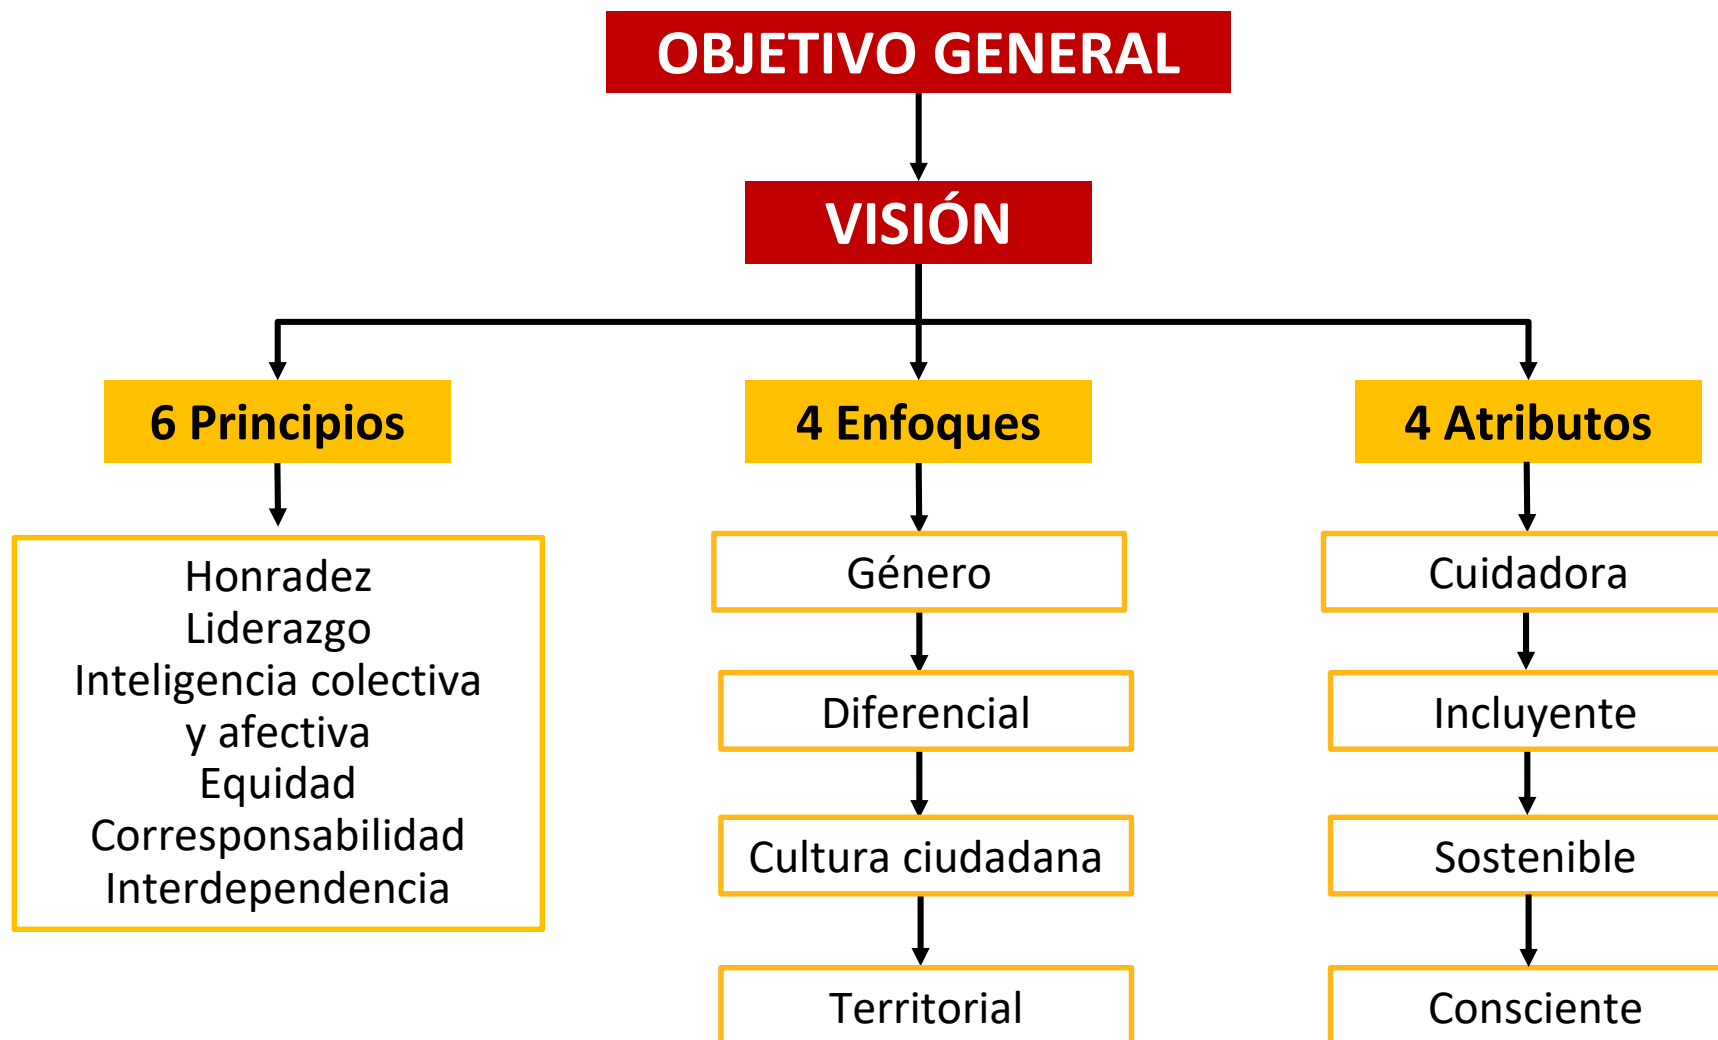 OBJETIVO GENERAL
VISIÓN
6 Principios
Honradez
Liderazgo
Inteligencia colectiva
y afectiva
Equidad
Corresponsabilidad
Interdependencia
4 Enfoques
Género
Diferencial
Cultura ciudadana
Territorial
4 Atributos
Cuidadora
Incluyente
Sostenible
Consciente